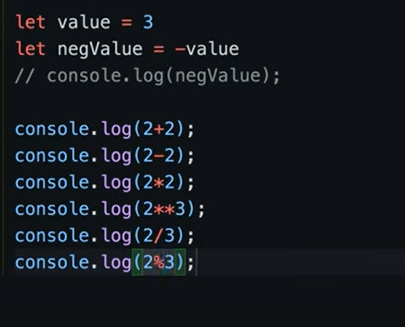 let value = 3
let negValue = -value
// console.log(negValue);
console.log(2+2);
console.log(2-2);
console.log(2*2);
console.log(2**3);
console.log(2/3);
console.log(2%3);